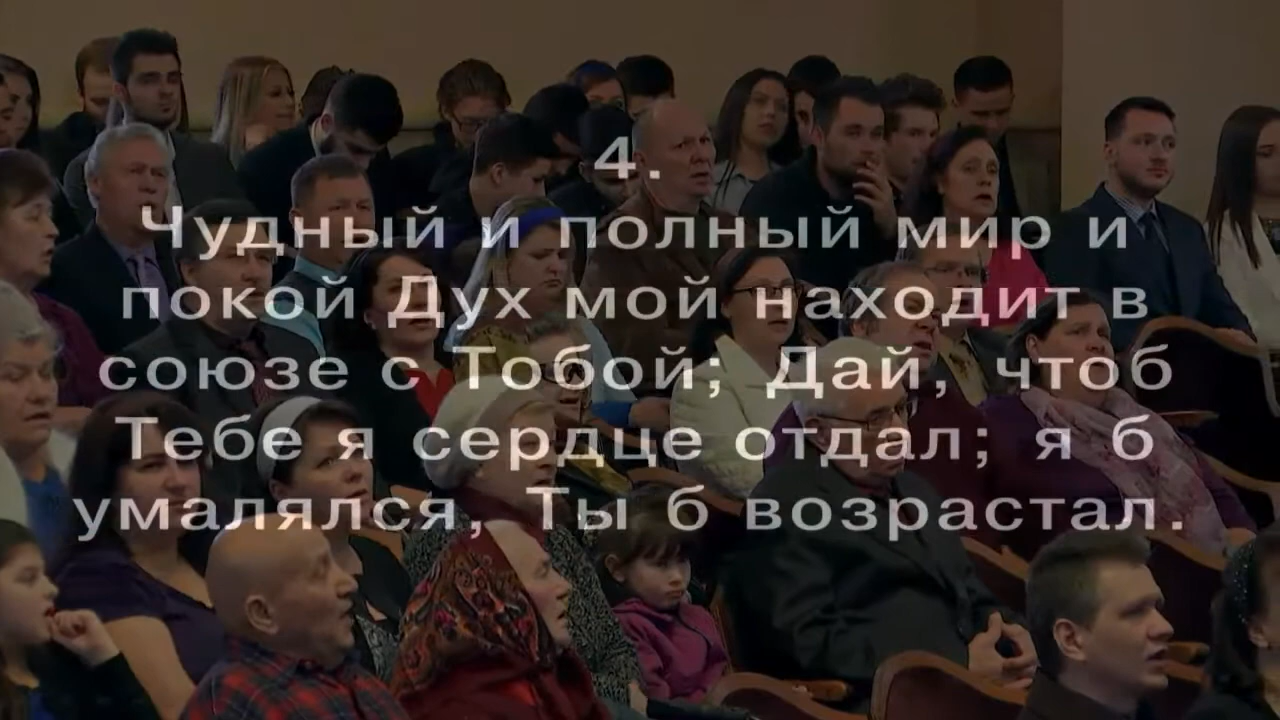 4.
Чудный и полный мир и
покой Дух мой находит в
союзе с Тобой; Дай, чтоб
Тебе я сердце отдал; я б
умалялся, Ты б возрастал.